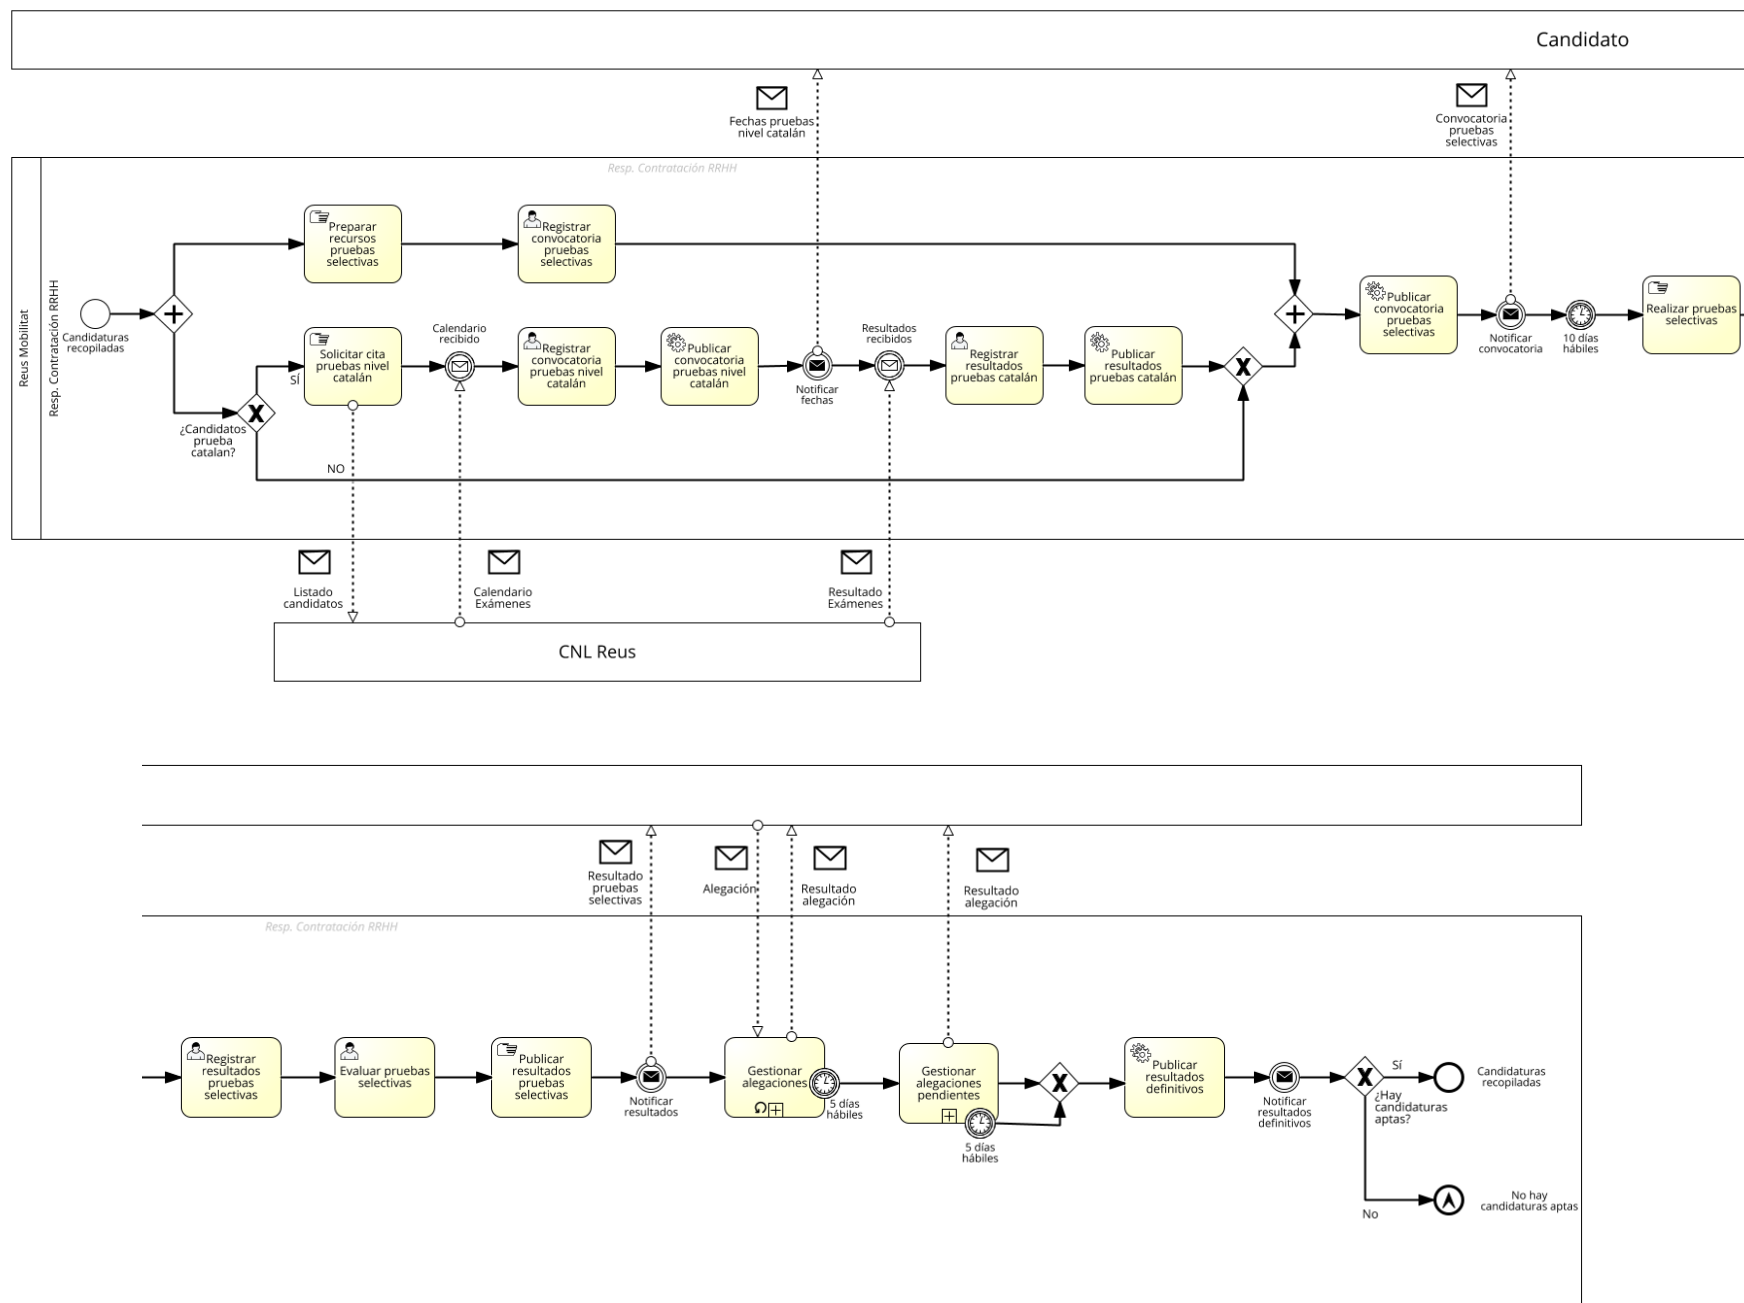 Candidato
Fechas pruebas
nivel catalán
Convocatoria
pruebas
selectivas
Resp. Contratación RRHH
Reus Mobilitat
Resp. Contratación RRHH
Preparar
recursos
pruebas
selectivas
Registrar
convocatoria
pruebas
selectivas
Candidaturas
recopiladas
Calendario
recibido
Resultados
recibidos
Publicar
convocatoria
pruebas
selectivas
Notificar
convocatoria
10 días
hábiles
Realizar pruebas
selectivas
SÍ
Solicitar cita
pruebas nivel
catalán
Registrar
convocatoria
pruebas nivel
catalán
Publicar
convocatoria
pruebas nivel
catalán
Notificar
fechas
Registrar
resultados
pruebas catalán
Publicar
resultados
pruebas catalán
¿Candidatos
prueba
catalan?
NO
Listado
candidatos
Calendario
Exámenes
Resultado
Exámenes
CNL Reus
Resultado
pruebas
selectivas
Alegación
Resultado
alegación
Resultado
alegación
Resp. Contratación RRHH
Registrar
resultados
pruebas
selectivas
Evaluar pruebas
selectivas
Publicar
resultados
pruebas
selectivas
Notificar
resultados
Gestionar
alegaciones
5 días
hábiles
Gestionar
alegaciones
pendientes
5 días
hábiles
Publicar
resultados
definitivos
Notificar
resultados
definitivos
¿Hay
candidaturas
aptas?
Sí
Candidaturas
recopiladas
No
No hay
candidaturas aptas